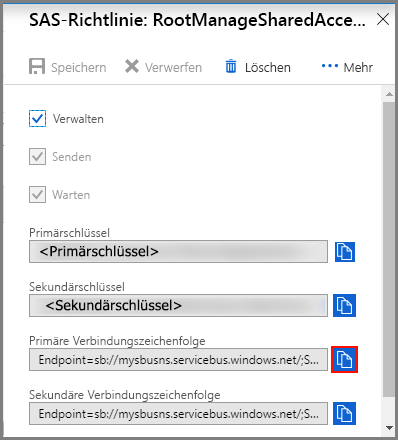 SAS-Richtlinie: RootManageSharedAcce...
Speichern Verwerfen Löschen ••• Mehr
Verwalten
Senden
Warten
Primärschlüssel
<Primärschlüssel>
Sekundärschlüssel
<Sekundärschlüssel>
Primäre Verbindungszeichenfolge
Endpoint=sb://mysbusns.servicebus.windows.net/;S...
Sekundäre Verbindungszeichenfolge
Endpoint=sb://mysbusns.servicebus.windows.net/;S...